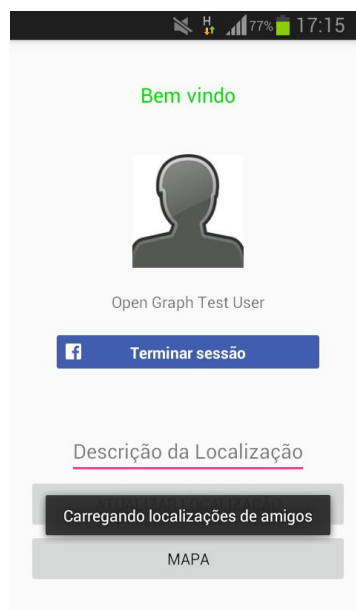 H 77% 17:15
Bem vindo
Open Graph Test User
f Terminar sessão
Descrição da Localização
Carregando localizações de amigos
MAPA